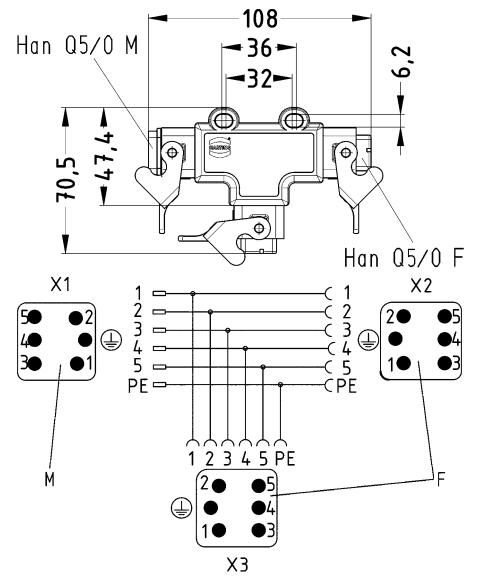 108
Han Q5/0 M
36
32
6,2
70,5
47,4
HARTING
Han Q5/0 F
X1
X2
1 1
2 2
3 3
4 4
5 5
PE PE
5 2
4
3 1
2 5
4
1 3
1 2 3 4 5 PE
M
F
2 5
4
1 3
X3